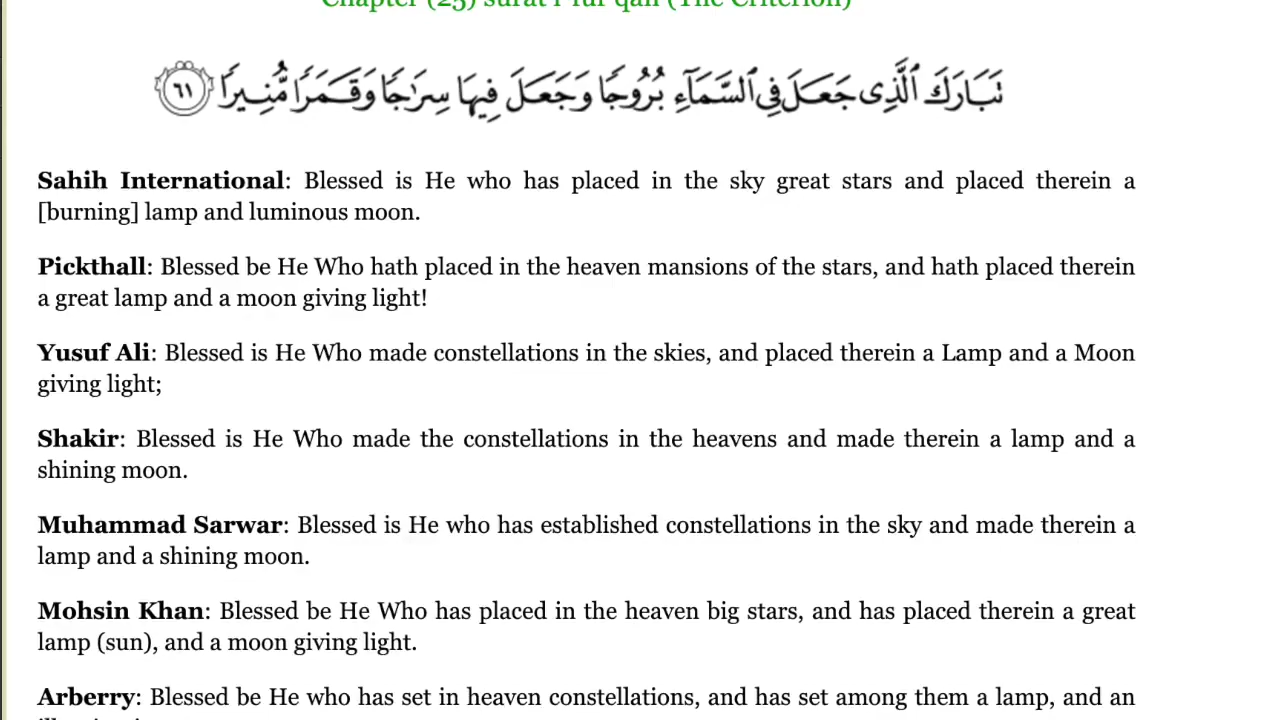 Chapter (25) sūrat l-fur'qān (The Criterion)
تَبَارَكَ ٱلَّذِى جَعَلَ فِى ٱلسَّمَآءِ بُرُوجًا وَجَعَلَ فِيهَا سِرَٰجًا وَقَمَرًا مُّنِيرًا ٦١
Sahih International: Blessed is He who has placed in the sky great stars and placed therein a
[burning] lamp and luminous moon.
Pickthall: Blessed be He Who hath placed in the heaven mansions of the stars, and hath placed therein
a great lamp and a moon giving light!
Yusuf Ali: Blessed is He Who made constellations in the skies, and placed therein a Lamp and a Moon
giving light;
Shakir: Blessed is He Who made the constellations in the heavens and made therein a lamp and a
shining moon.
Muhammad Sarwar: Blessed is He who has established constellations in the sky and made therein a
lamp and a shining moon.
Mohsin Khan: Blessed be He Who has placed in the heaven big stars, and has placed therein a great
lamp (sun), and a moon giving light.
Arberry: Blessed be He who has set in heaven constellations, and has set among them a lamp, and an